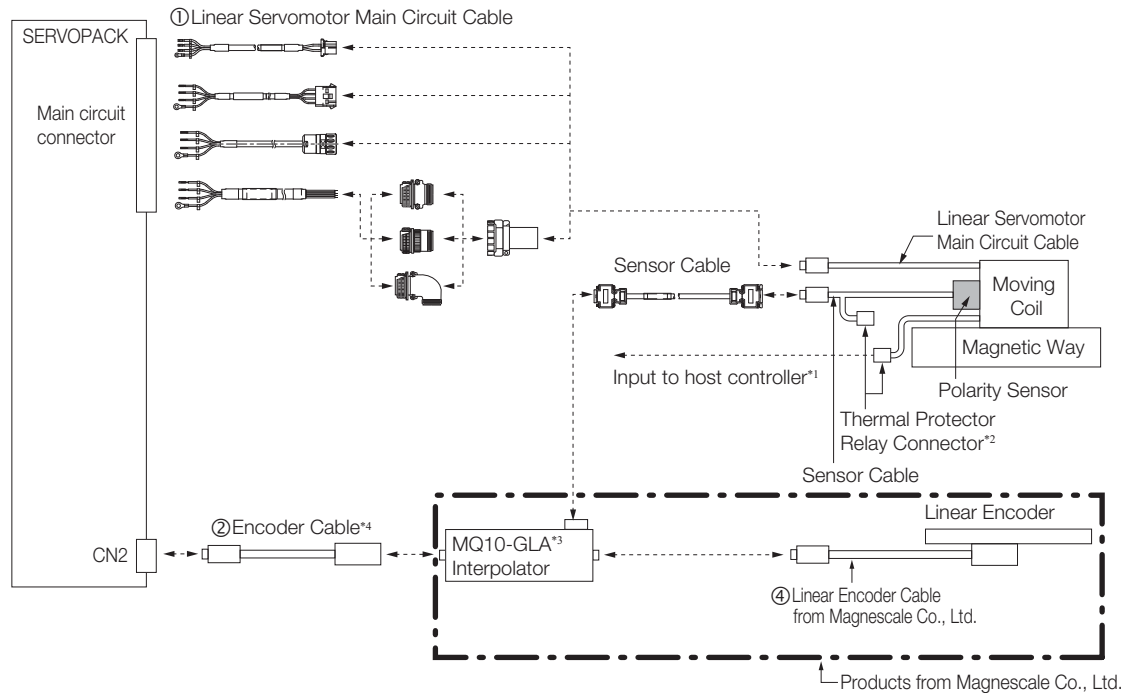 ①Linear Servomotor Main Circuit Cable
SERVOPACK
Main circuit
connector
Linear Servomotor
Main Circuit Cable
Sensor Cable
Moving
Coil
Magnetic Way
Input to host controller*1
Polarity Sensor
Thermal Protector
Relay Connector*2
Sensor Cable
Linear Encoder
②Encoder Cable*4
CN2
MQ10-GLA*3
Interpolator
④Linear Encoder Cable
from Magnescale Co., Ltd.
Products from Magnescale Co., Ltd.